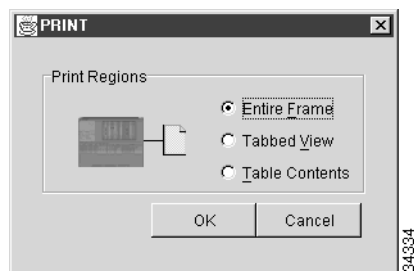 PRINT
Print Regions
Entire Frame
Tabbed View
Table Contents
OK Cancel
34334